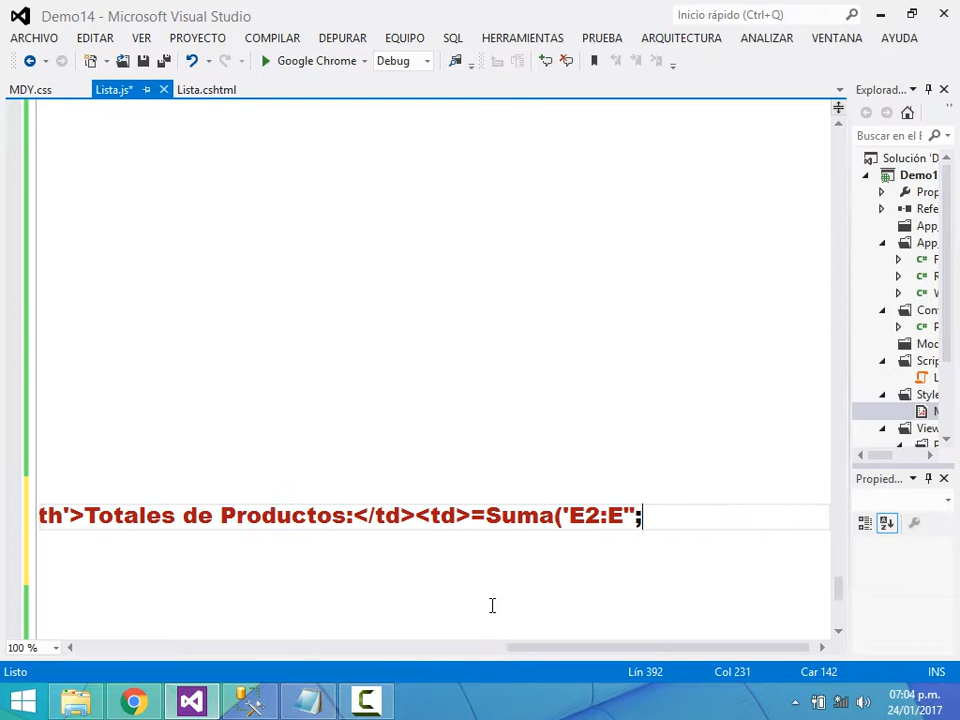 Demo14 - Microsoft Visual Studio
Inicio rápido (Ctrl+Q)
ARCHIVO EDITAR VER PROYECTO COMPILAR DEPURAR EQUIPO SQL HERRAMIENTAS PRUEBA ARQUITECTURA ANALIZAR VENTANA AYUDA
Google Chrome Debug
MDY.css Lista.js* Lista.cshtml
Explorad...
Buscar en el E
Solución 'D
Demo1
Prop
Refe
App_
App_
C# F
C# R
C# W
Con
C# F
Mod
Scrip
L
Style
M
View
P
Propied...
th'>Totales de Productos:</td><td>=Suma('E2:E";
100 %
Listo Lín 392 Col 231 Car 142 INS
07:04 p.m.
24/01/2017